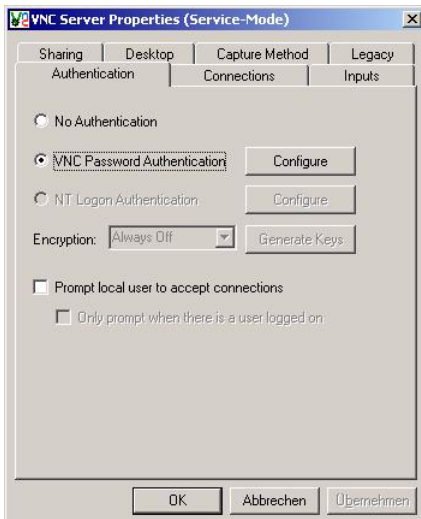 VNC Server Properties (Service-Mode)
Sharing Desktop Capture Method Legacy
Authentication Connections Inputs
No Authentication
VNC Password Authentication Configure
NT Logon Authentication Configure
Encryption: Always Off Generate Keys
Prompt local user to accept connections
Only prompt when there is a user logged on
OK Abbrechen Übernehmen